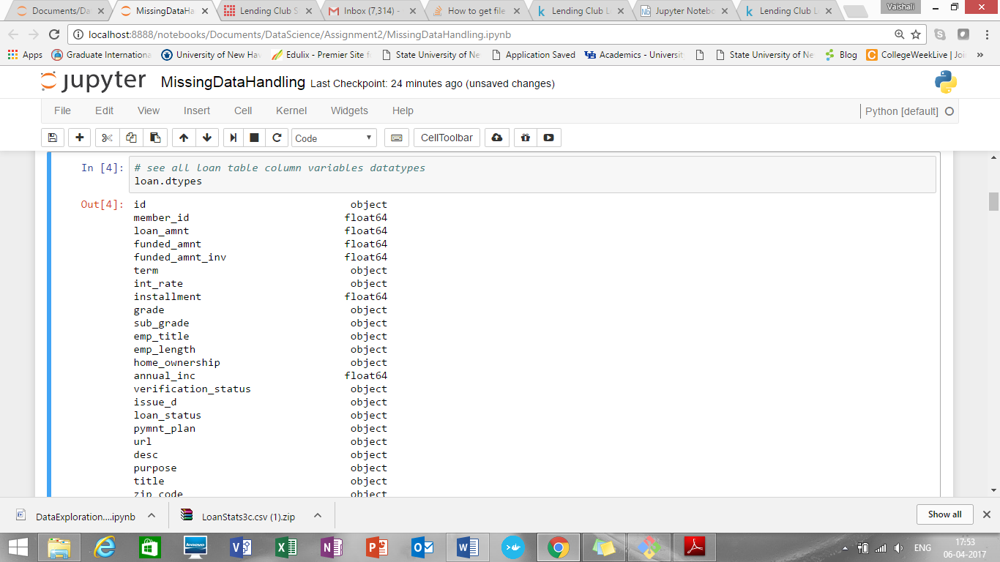 Documents/Da
MissingDataHa
Lending Club S
Inbox (7,314) -
How to get file
Lending Club L
Jupyter Notebo
Lending Club L
Vaishali
localhost:8888/notebooks/Documents/DataScience/Assignment2/MissingDataHandling.ipynb
Apps
Graduate Internationa
University of New Hav
Edulix - Premier Site f
State University of Ne
Application Saved
Academics - Universit
State University of Ne
Blog
CollegeWeekLive | Joi
»
jupyter MissingDataHandling Last Checkpoint: 24 minutes ago (unsaved changes)
File Edit View Insert Cell Kernel Widgets Help
Python [default]
Code
CellToolbar
In [4]: # see all loan table column variables datatypes
loan.dtypes
Out[4]: id object
member_id float64
loan_amnt float64
funded_amnt float64
funded_amnt_inv float64
term object
int_rate object
installment float64
grade object
sub_grade object
emp_title object
emp_length object
home_ownership object
annual_inc float64
verification_status object
issue_d object
loan_status object
pymnt_plan object
url object
desc object
purpose object
title object
zip_code object
DataExploration....ipynb
LoanStats3c.csv (1).zip
Show all
lenovo
ENG
17:53
06-04-2017